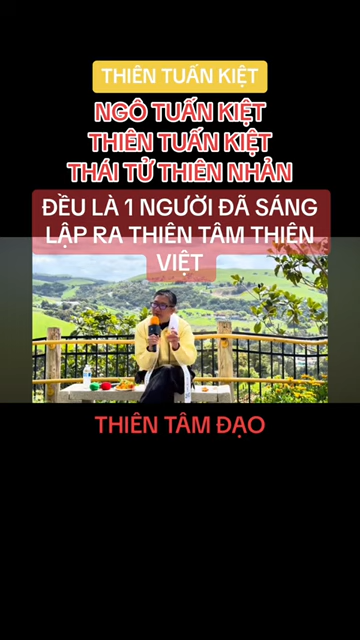 THIÊN TUẤN KIỆT
NGÔ TUẤN KIỆT
THIÊN TUẤN KIỆT
THÁI TỬ THIÊN NHẢN
ĐỀU LÀ 1 NGƯỜI ĐÃ SÁNG
LẬP RA THIÊN TÂM THIÊN
VIỆT
THIÊN TÂM ĐẠO